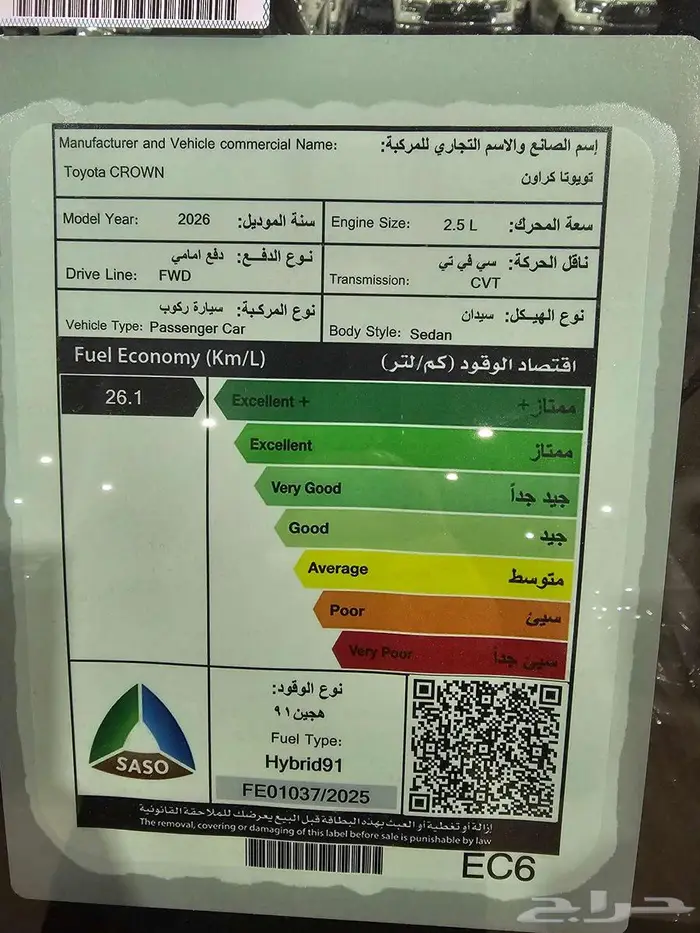 Manufacturer and Vehicle commercial Name:
إسم الصانع والاسم التجاري للمركبة:
Toyota CROWN
تويوتا كراون
Model Year: 2026 سنة الموديل:
Engine Size: 2.5 L سعة المحرك:
نوع الدفع: دفع امامي
Drive Line: FWD
ناقل الحركة: سي في تي
Transmission: CVT
نوع المركبة: سيارة ركوب
Vehicle Type: Passenger Car
نوع الهيكل: سيدان
Body Style: Sedan
Fuel Economy (Km/L) اقتصاد الوقود (كم/لتر)
26.1
Excellent + ممتاز +
Excellent ممتاز
Very Good جيد جداً
Good جيد
Average متوسط
Poor سيئ
Very Poor سيئ جداً
SASO
نوع الوقود:
هجين ٩١
Fuel Type:
Hybrid91
FE01037/2025
إزالة أو تغطية أو العبث بهذه البطاقة قبل البيع يعرضك للملاحقة القانونية
The removal, covering or damaging of this label before sale is punishable by law
EC6
حراج